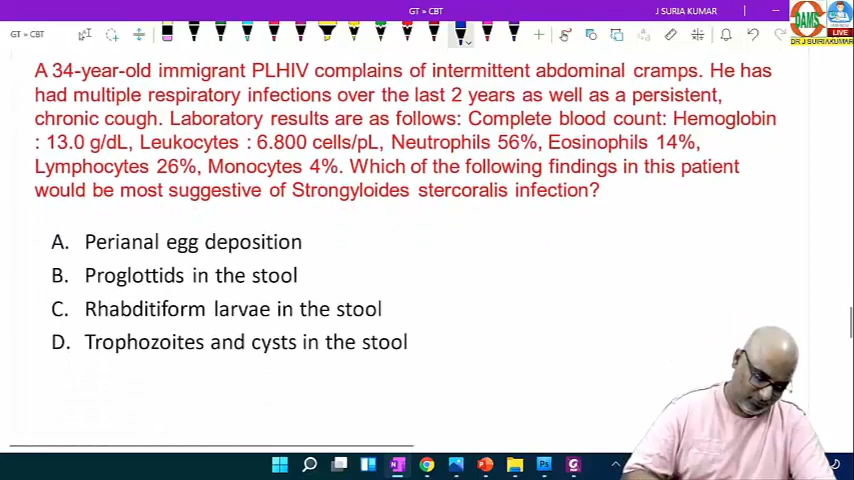 GT » CBT
J SURIA KUMAR
GT » CBT
DAMS
LIVE
DR J SURIAKUMAR
A 34-year-old immigrant PLHIV complains of intermittent abdominal cramps. He has
had multiple respiratory infections over the last 2 years as well as a persistent,
chronic cough. Laboratory results are as follows: Complete blood count: Hemoglobin
: 13.0 g/dL, Leukocytes : 6.800 cells/pL, Neutrophils 56%, Eosinophils 14%,
Lymphocytes 26%, Monocytes 4%. Which of the following findings in this patient
would be most suggestive of Strongyloides stercoralis infection?
A. Perianal egg deposition
B. Proglottids in the stool
C. Rhabditiform larvae in the stool
D. Trophozoites and cysts in the stool